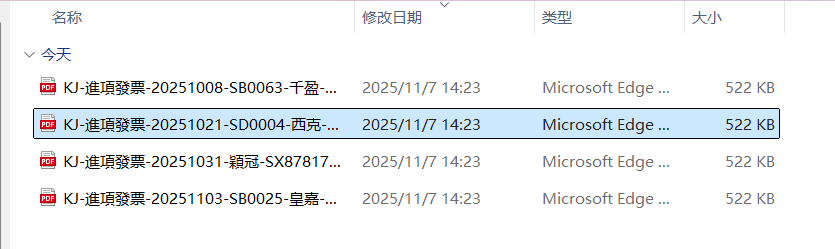 名称 修改日期 类型 大小
今天
KJ-進項發票-20251008-SB0063-千盈-... 2025/11/7 14:23 Microsoft Edge ... 522 KB
KJ-進項發票-20251021-SD0004-西克-... 2025/11/7 14:23 Microsoft Edge ... 522 KB
KJ-進項發票-20251031-穎冠-SX87817... 2025/11/7 14:23 Microsoft Edge ... 522 KB
KJ-進項發票-20251103-SB0025-皇嘉-... 2025/11/7 14:23 Microsoft Edge ... 522 KB